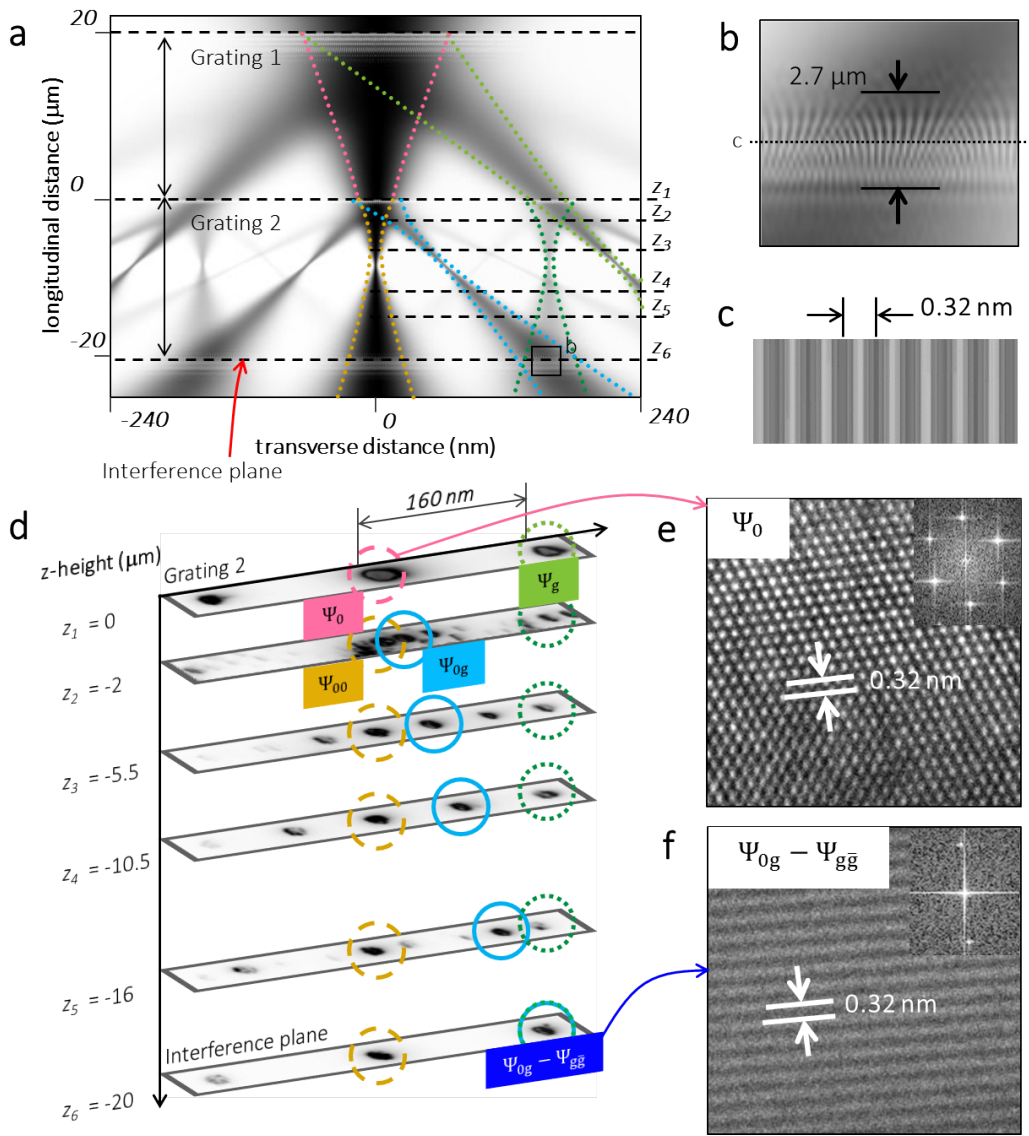 a
20
0
-20
longitudinal distance (μm)
Grating 1
Grating 2
z1
z2
z3
z4
z5
z6
b
-240
0
240
transverse distance (nm)
Interference plane
b
2.7 μm
c
c
0.32 nm
d
160 nm
z-height (μm)
Grating 2
Ψ0
Ψg
z1 = 0
Ψ00
Ψ0g
z2 = -2
z3 = -5.5
z4 = -10.5
z5 = -16
Interference plane
Ψ0g − Ψgg̅
z6 = -20
e
Ψ0
0.32 nm
f
Ψ0g − Ψgg̅
0.32 nm